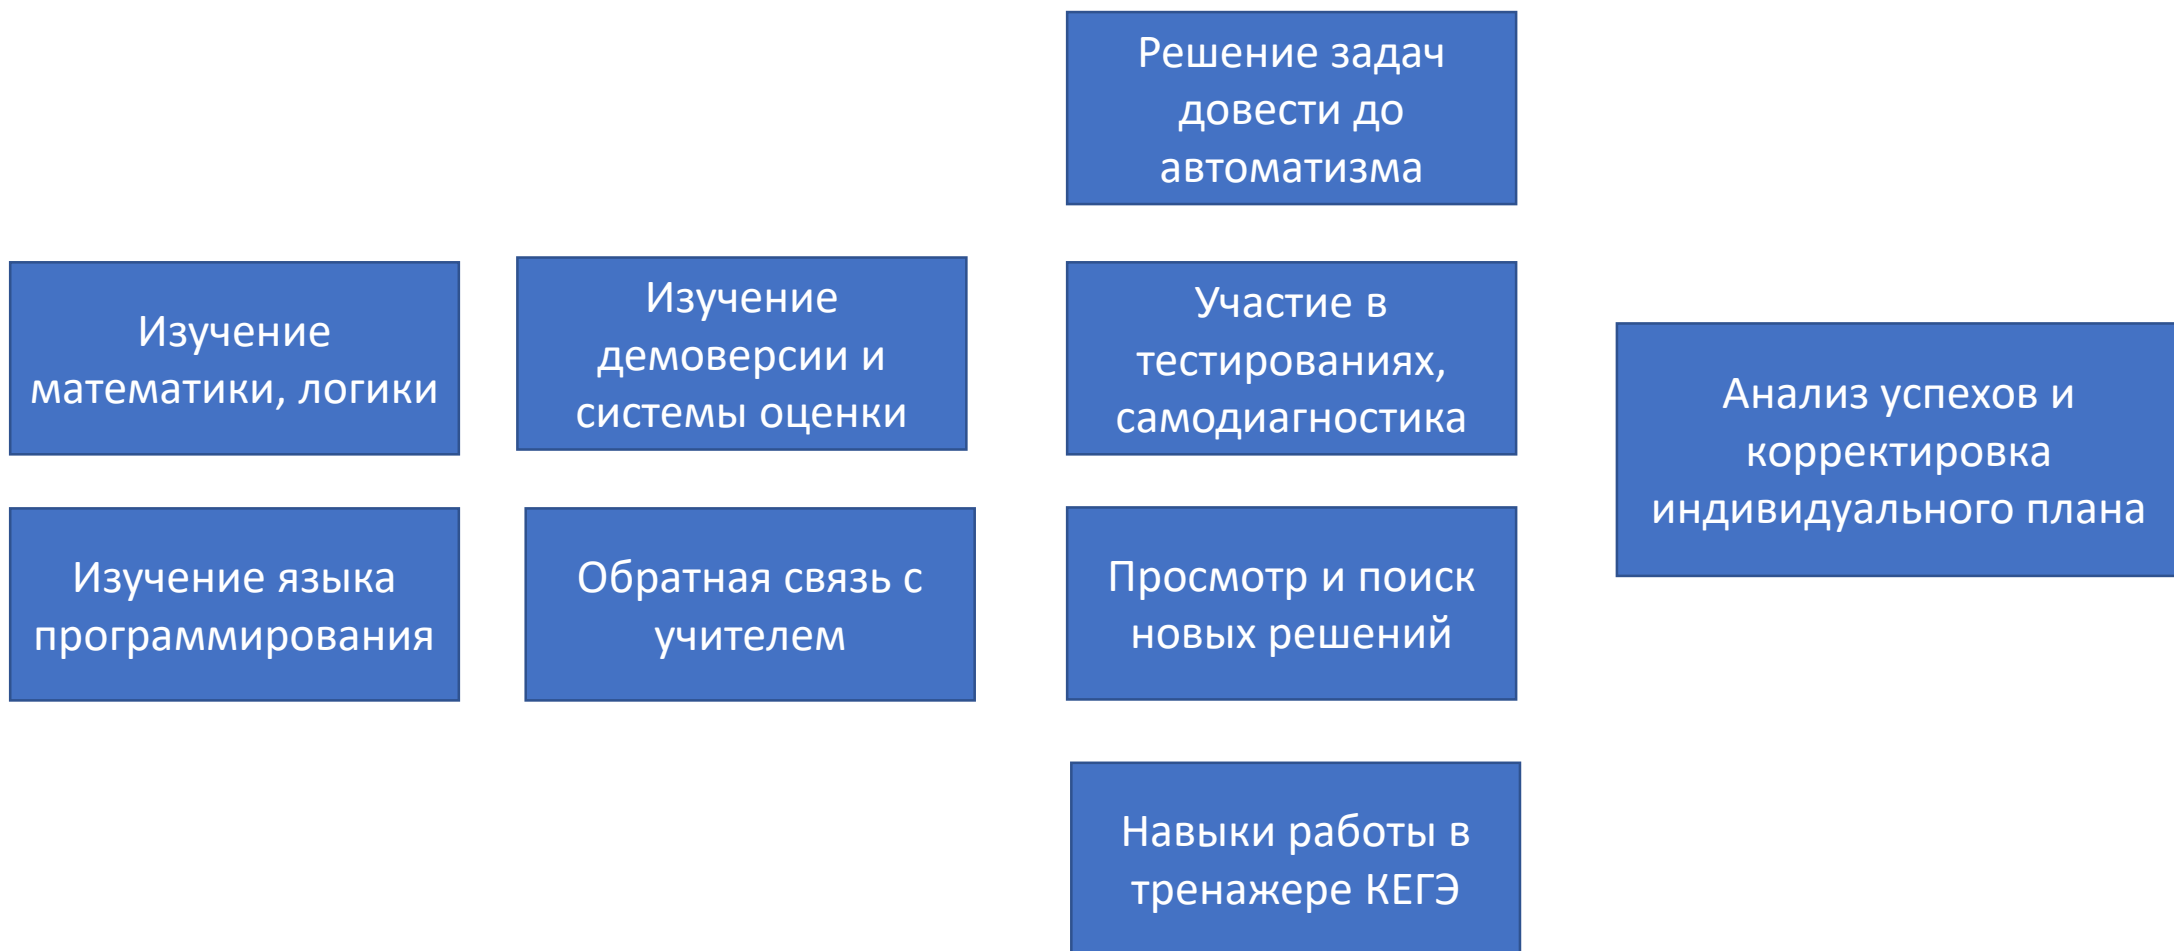 Решение задач
довести до
автоматизма
Изучение
математики, логики
Изучение
демоверсии и
системы оценки
Участие в
тестированиях,
самодиагностика
Анализ успехов и
корректировка
индивидуального плана
Изучение языка
программирования
Обратная связь с
учителем
Просмотр и поиск
новых решений
Навыки работы в
тренажере КЕГЭ